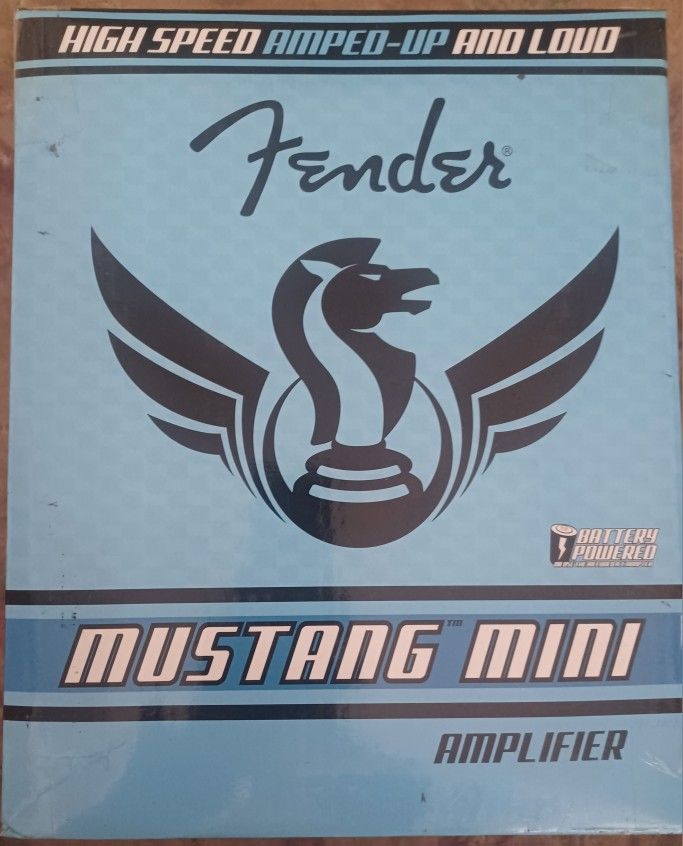 HIGH SPEED AMPED-UP AND LOUD
Fender®
BATTERY
POWERED
MUSTANG™ MINI
AMPLIFIER